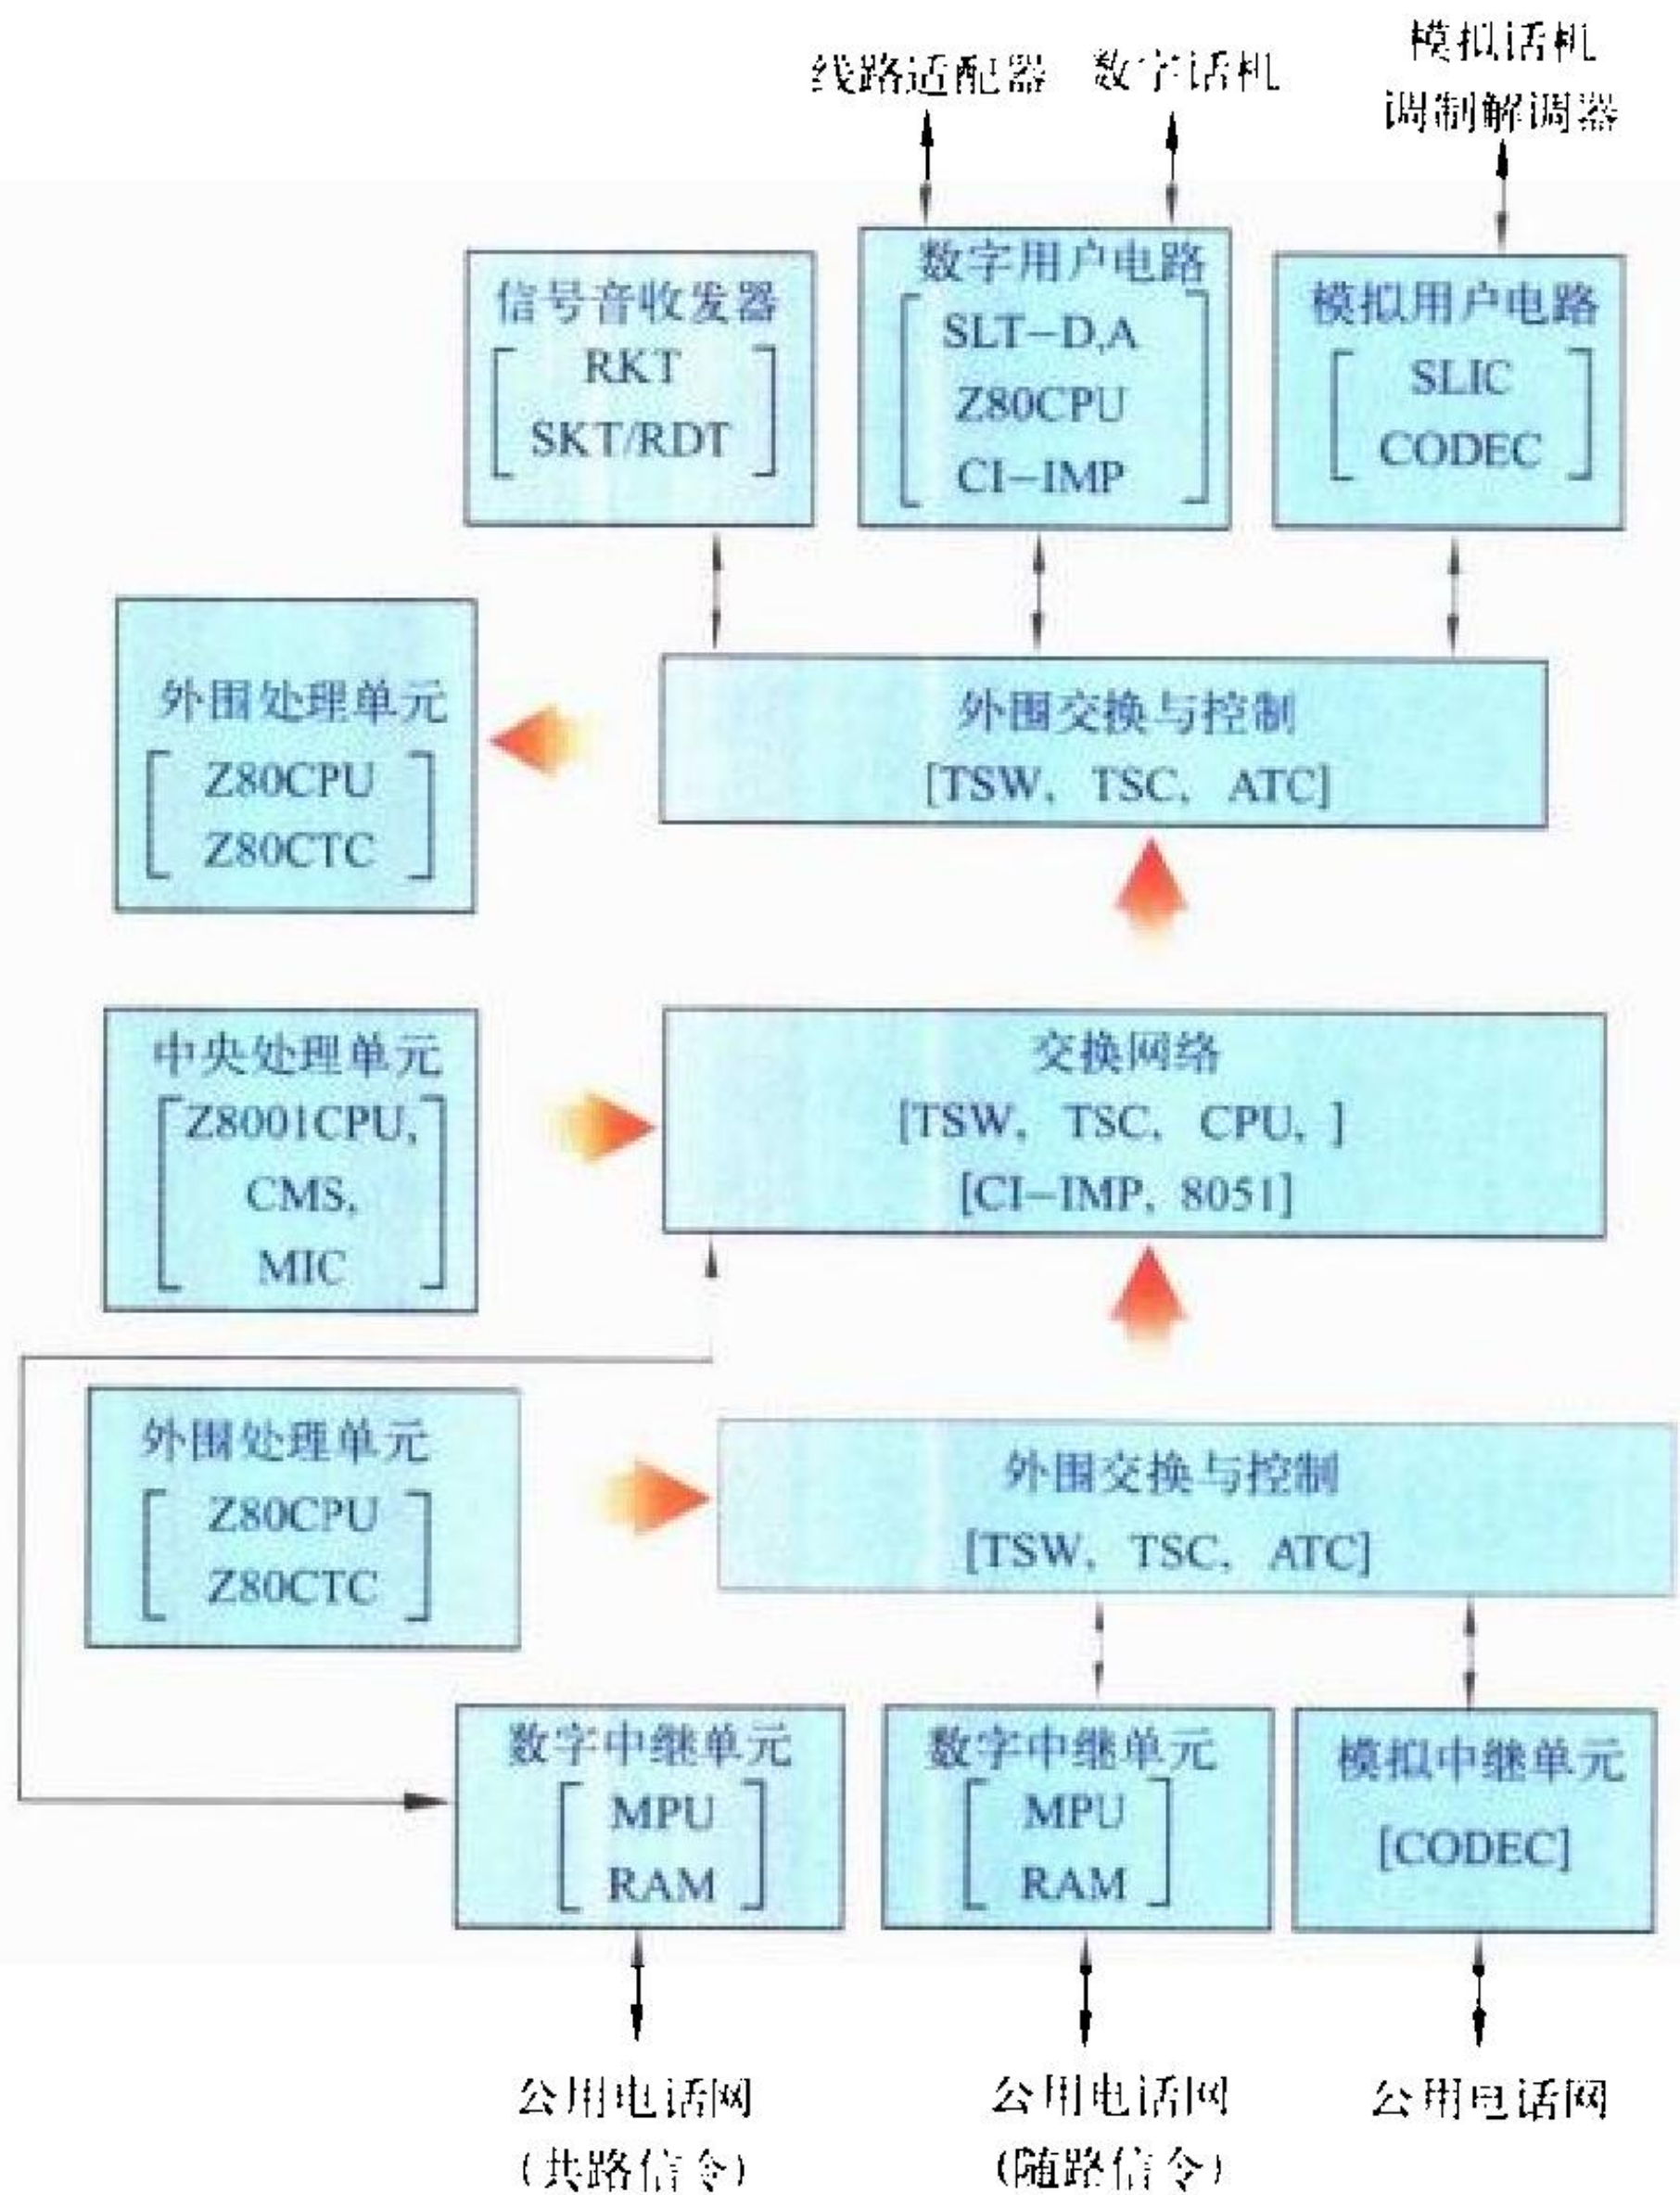 线路适配器
数字话机
模拟话机
调制解调器
信号音收发器
RKT
SKT/RDT
数字用户电路
SLT-D,A
Z80CPU
CI-IMP
模拟用户电路
SLIC
CODEC
外围处理单元
Z80CPU
Z80CTC
外围交换与控制
[TSW, TSC, ATC]
中央处理单元
Z8001CPU,
CMS,
MIC
交换网络
[TSW, TSC, CPU, ]
[CI-IMP, 8051]
外围处理单元
Z80CPU
Z80CTC
外围交换与控制
[TSW, TSC, ATC]
数字中继单元
MPU
RAM
数字中继单元
MPU
RAM
模拟中继单元
[CODEC]
公用电话网
(共路信令)
公用电话网
(随路信令)
公用电话网